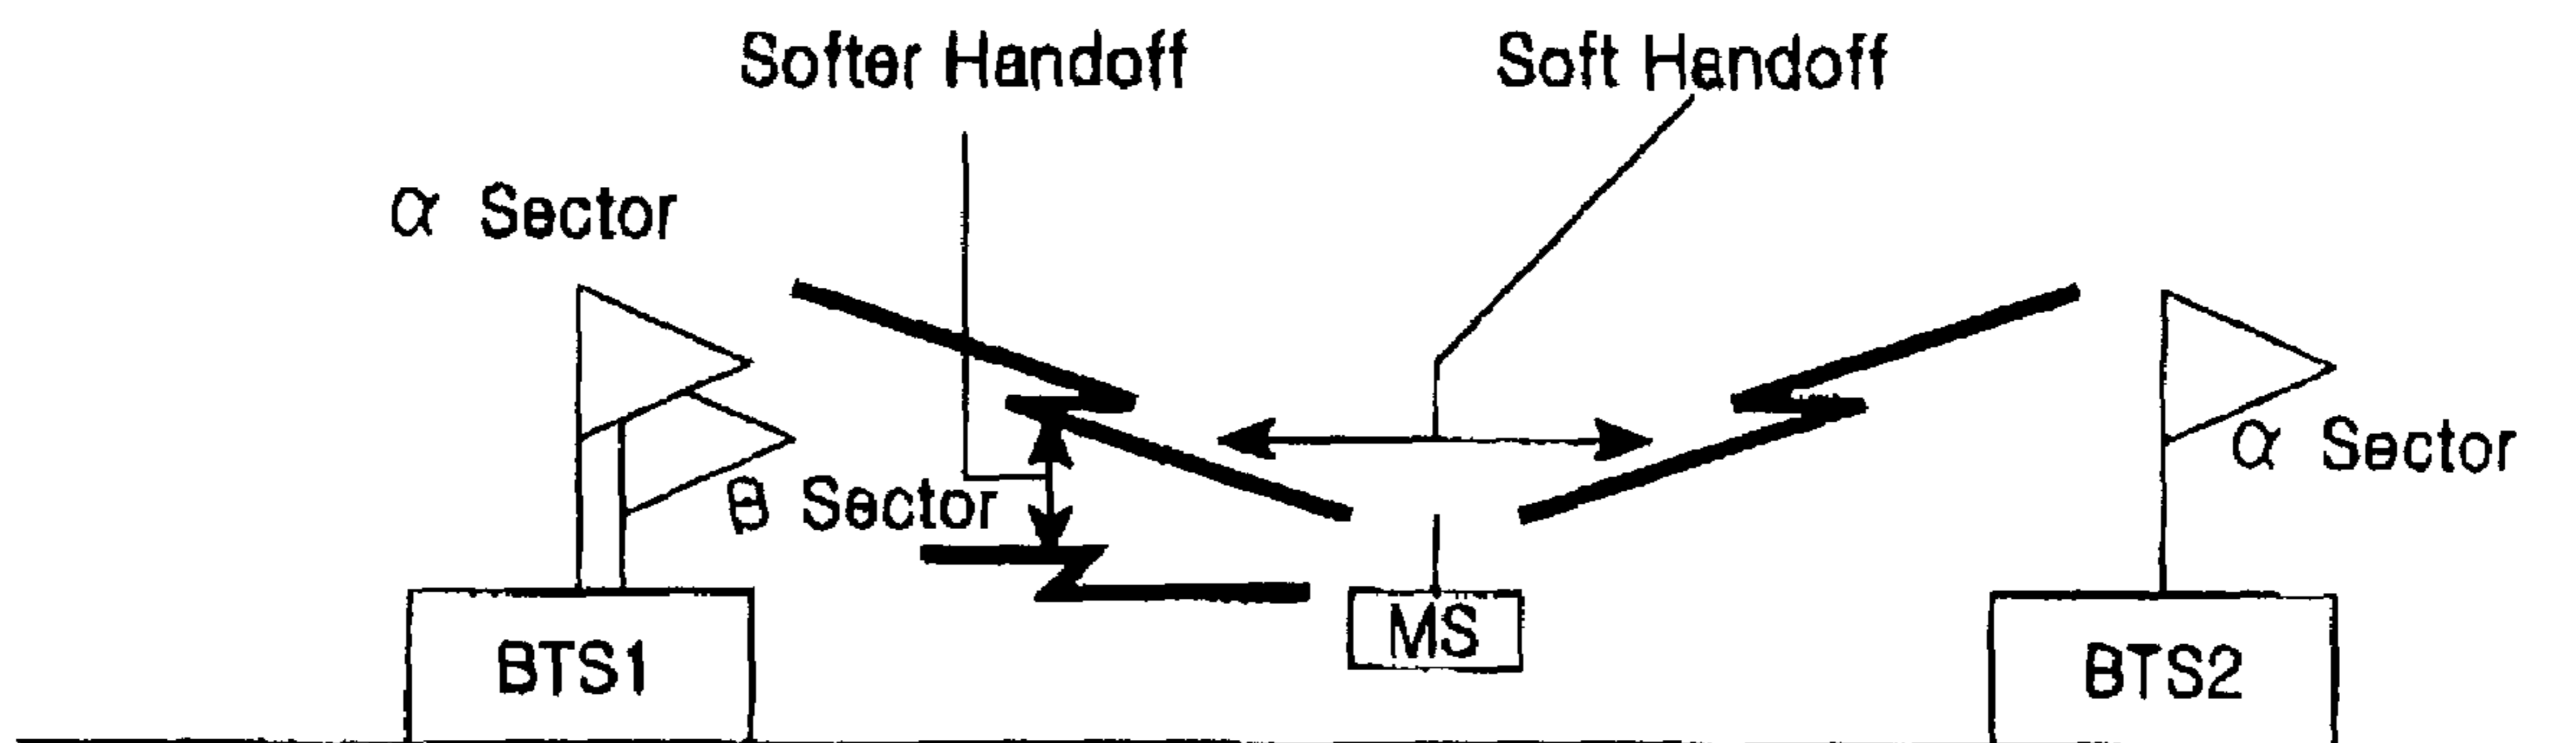 Softer Handoff
Soft Handoff
α Sector
β Sector
α Sector
BTS1
MS
BTS2